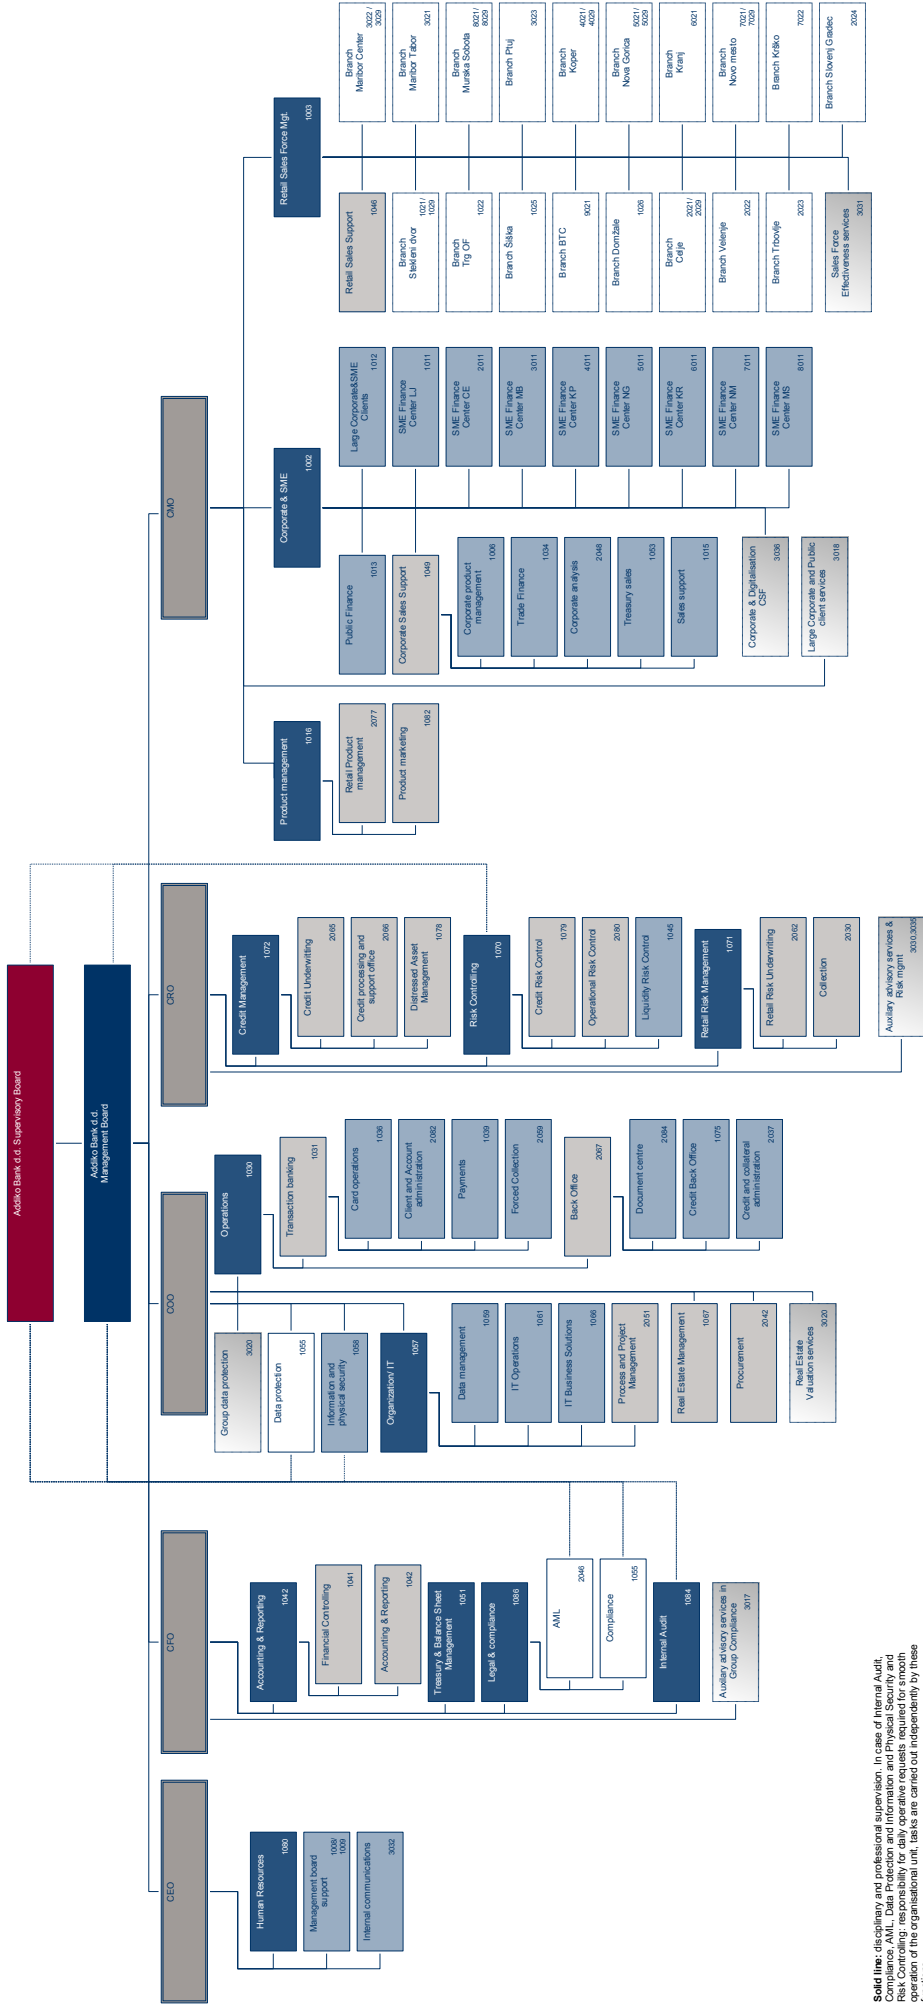 Addiko Bank d.d. Supervisory Board
Addiko Bank d.d.
Management Board
CEO
Human Resources
1080
Management board
support
1008/
1009
Internal communications
3032
CFO
Accounting & Reporting
1042
Financial Controlling
1041
Accounting & Reporting
1042
Treasury & Balance Sheet
Management
1051
Legal & compliance
1086
AML
2046
Compliance
1055
Internal Audit
1084
Auxilary advisory services in
Group Compliance
3017
COO
Group data protection
3020
Data protection
1055
Information and
physical security
1058
Organization/ IT
1057
Data management
1059
IT Operations
1061
IT Business Solutions
1066
Process and Project
Management
2051
Real Estate Management
1067
Procurement
2042
Real Estate
Valuation services
3020
Operations
1030
Transaction banking
1031
Card operations
1036
Client and Account
administration
2082
Payments
1039
Forced Collection
2059
Back Office
2067
Document centre
2084
Credit Back Office
1075
Credit and collateral
administration
2037
CRO
Credit Management
1072
Credit Underwitting
2065
Credit processing and
support office
2066
Distressed Asset
Management
1078
Risk Controlling
1070
Credit Risk Control
1079
Operational Risk Control
2080
Liquidity Risk Control
1045
Retail Risk Management
1071
Retail Risk Underwriting
2062
Collection
2030
Auxilary advisory services &
Risk mgmt
3030,3035
CMO
Product management
1016
Retail Product
management
2077
Product marketing
1082
Corporate & SME
1002
Public Finance
1013
Corporate Sales Support
1049
Corporate product
management
1006
Trade Finance
1034
Corporate analysis
2048
Treasury sales
1053
Sales support
1015
Corporate & Digitalisation
CSF
3036
Large Corporate and Public
client services
3018
Large Corporate&SME
Clients
1012
SME Finance
Center LJ
1011
SME Finance
Center CE
2011
SME Finance
Center MB
3011
SME Finance
Center KP
4011
SME Finance
Center NG
5011
SME Finance
Center KR
6011
SME Finance
Center NM
7011
SME Finance
Center MS
8011
Retail Sales Force Mgt.
1003
Retail Sales Support
1046
Branch
Stekleni dvor
1021/
1029
Branch
Trg OF
1022
Branch Šiška
1025
Branch BTC
9021
Branch Domžale
1026
Branch
Celje
2021/
2029
Branch Velenje
2022
Branch Trbovlje
2023
Sales Force
Effectiveness services
3031
Branch
Maribor Center
3022 /
3029
Branch
Maribor Tabor
3021
Branch
Murska Sobota
8021/
8029
Branch Ptuj
3023
Branch
Koper
4021/
4029
Branch
Nova Gorica
5021/
5029
Branch
Kranj
6021
Branch
Novo mesto
7021/
7029
Branch Krško
7022
Branch Slovenj Gradec
2024
Solid line: disciplinary and professional supervision. In case of Internal Audit,
Compliance, AML, Data Protection and Information and Physical Security and
Risk Controlling: responsibility for daily operative requests required for smooth
operation of the organisational unit, tasks are carried out independently by these